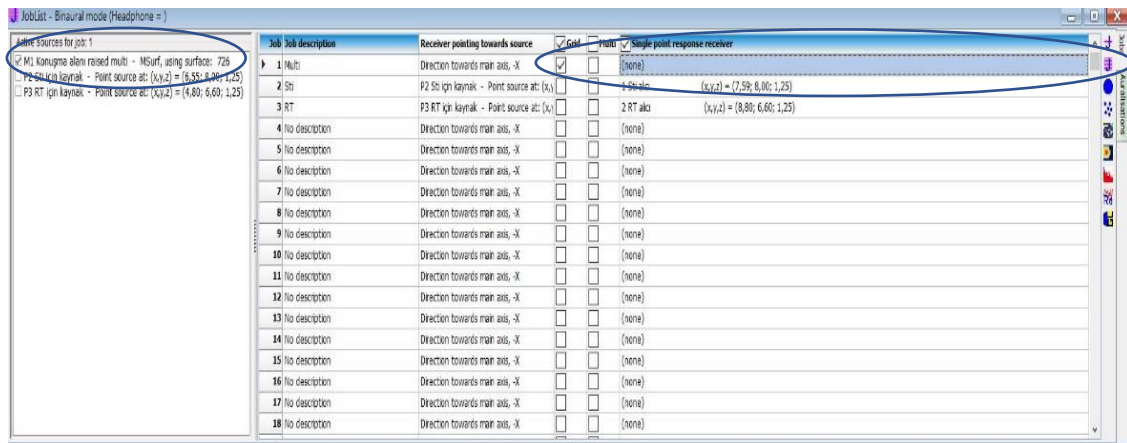 JobList - Binaural mode (Headphone = )
Active sources for job: 1
M1 Konuşma alanı raised multi - MSurf, using surface: 726
P2 Sti için kaynak - Point source at: (x,y,z) = (6,55; 8,00; 1,25)
P3 RT için kaynak - Point source at: (x,y,z) = (4,80; 6,60; 1,25)
Job Job description Receiver pointing towards source Grid Multi Single point response receiver
1 Multi Direction towards main axis, -X (none)
2 Sti P2 Sti için kaynak - Point source at: (x,y 1 Sti alıcı (x,y,z) = (7,59; 8,00; 1,25)
3 RT P3 RT için kaynak - Point source at: (x,y 2 RT alıcı (x,y,z) = (8,80; 6,60; 1,25)
4 No description Direction towards main axis, -X (none)
5 No description Direction towards main axis, -X (none)
6 No description Direction towards main axis, -X (none)
7 No description Direction towards main axis, -X (none)
8 No description Direction towards main axis, -X (none)
9 No description Direction towards main axis, -X (none)
10 No description Direction towards main axis, -X (none)
11 No description Direction towards main axis, -X (none)
12 No description Direction towards main axis, -X (none)
13 No description Direction towards main axis, -X (none)
14 No description Direction towards main axis, -X (none)
15 No description Direction towards main axis, -X (none)
16 No description Direction towards main axis, -X (none)
17 No description Direction towards main axis, -X (none)
18 No description Direction towards main axis, -X (none)
Auralisations